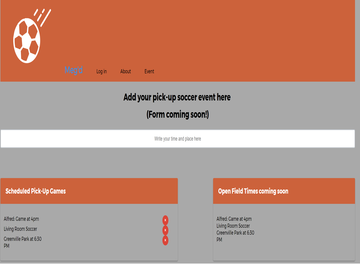 Log in About Event
Add your pick-up soccer event here
(Form coming soon!)
Write your time and place here
Scheduled Pick-Up Games
Alfred: Game at 4pm
Living Room Soccer
Greenville Park at 6:30
PM
Open Field Times coming soon
Alfred: Game at 4pm
Living Room Soccer
Greenville Park at 6:30
PM